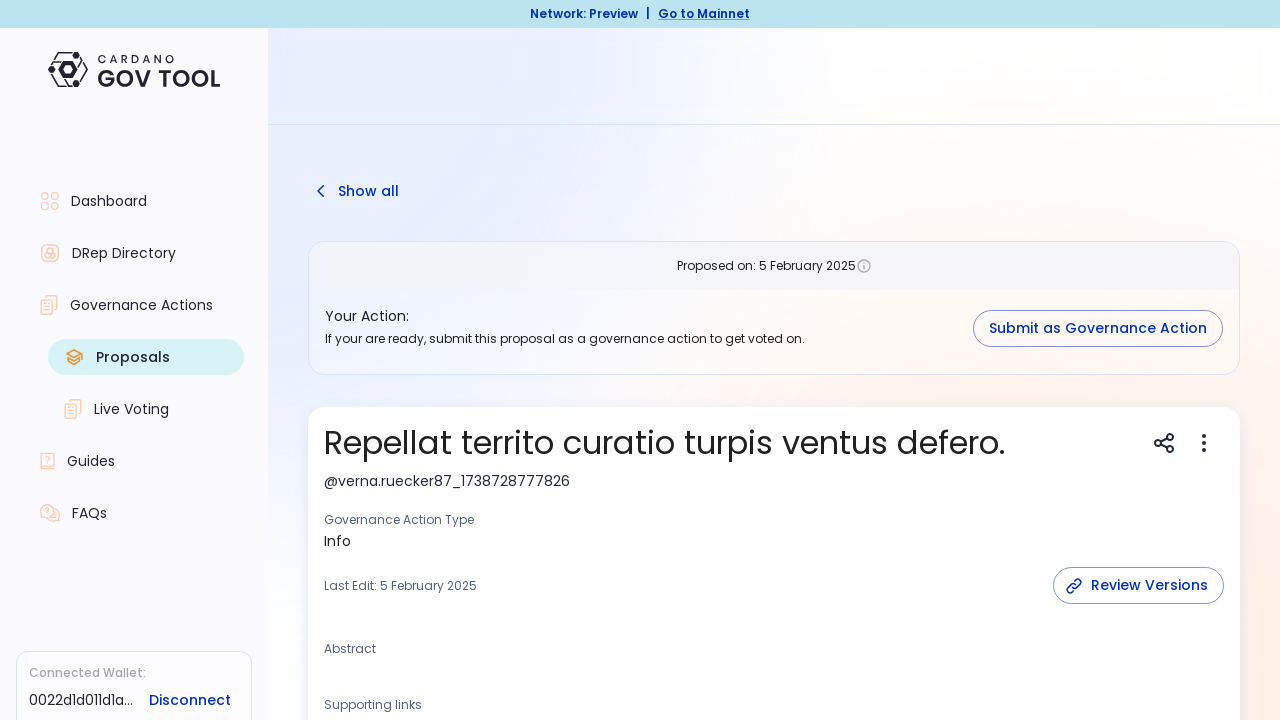 Network: Preview | Go to Mainnet
CARDANO
GOV TOOL
Dashboard
DRep Directory
Governance Actions
Proposals
Live Voting
Guides
FAQs
Connected Wallet:
0022d1d011d1a... Disconnect
Show all
Proposed on: 5 February 2025
Your Action:
If your are ready, submit this proposal as a governance action to get voted on.
Submit as Governance Action
Repellat territo curatio turpis ventus defero.
@verna.ruecker87_1738728777826
Governance Action Type
Info
Last Edit: 5 February 2025
Review Versions
Abstract
Supporting links